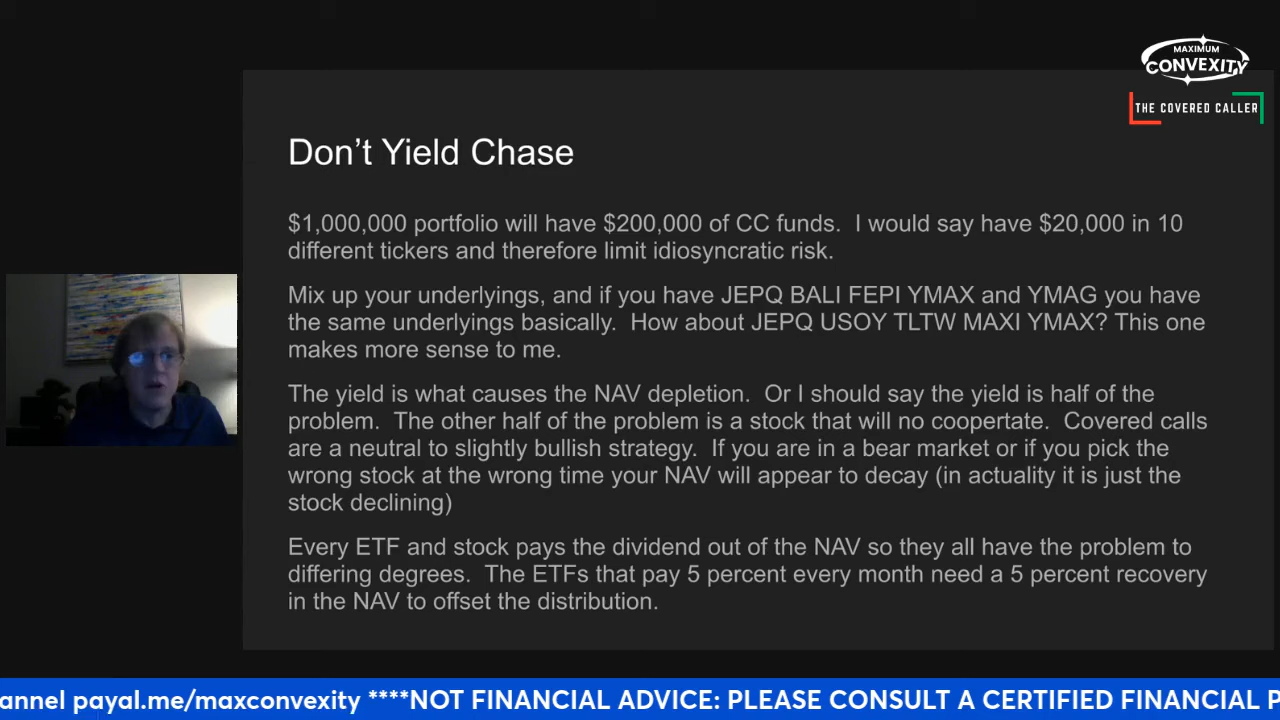 MAXIMUM
CONVEXITY
THE COVERED CALLER
Don’t Yield Chase
$1,000,000 portfolio will have $200,000 of CC funds.  I would say have $20,000 in 10
different tickers and therefore limit idiosyncratic risk.
Mix up your underlyings, and if you have JEPQ BALI FEPI YMAX and YMAG you have
the same underlyings basically.  How about JEPQ USOY TLTW MAXI YMAX? This one
makes more sense to me.
The yield is what causes the NAV depletion.  Or I should say the yield is half of the
problem.  The other half of the problem is a stock that will no coopertate.  Covered calls
are a neutral to slightly bullish strategy.  If you are in a bear market or if you pick the
wrong stock at the wrong time your NAV will appear to decay (in actuality it is just the
stock declining)
Every ETF and stock pays the dividend out of the NAV so they all have the problem to
differing degrees.  The ETFs that pay 5 percent every month need a 5 percent recovery
in the NAV to offset the distribution.
annel payal.me/maxconvexity ****NOT FINANCIAL ADVICE: PLEASE CONSULT A CERTIFIED FINANCIAL P